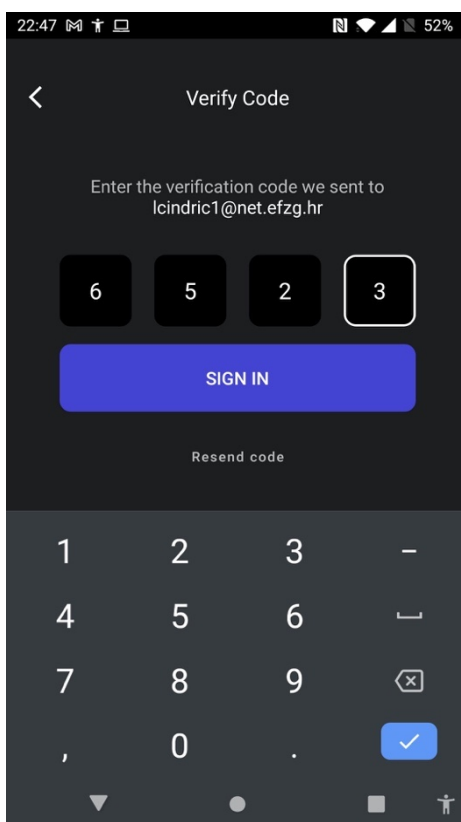 22:47 52%
Verify Code
Enter the verification code we sent to
lcindric1@net.efzg.hr
6 5 2 3
SIGN IN
Resend code
1 2 3 -
4 5 6
7 8 9
, 0 .